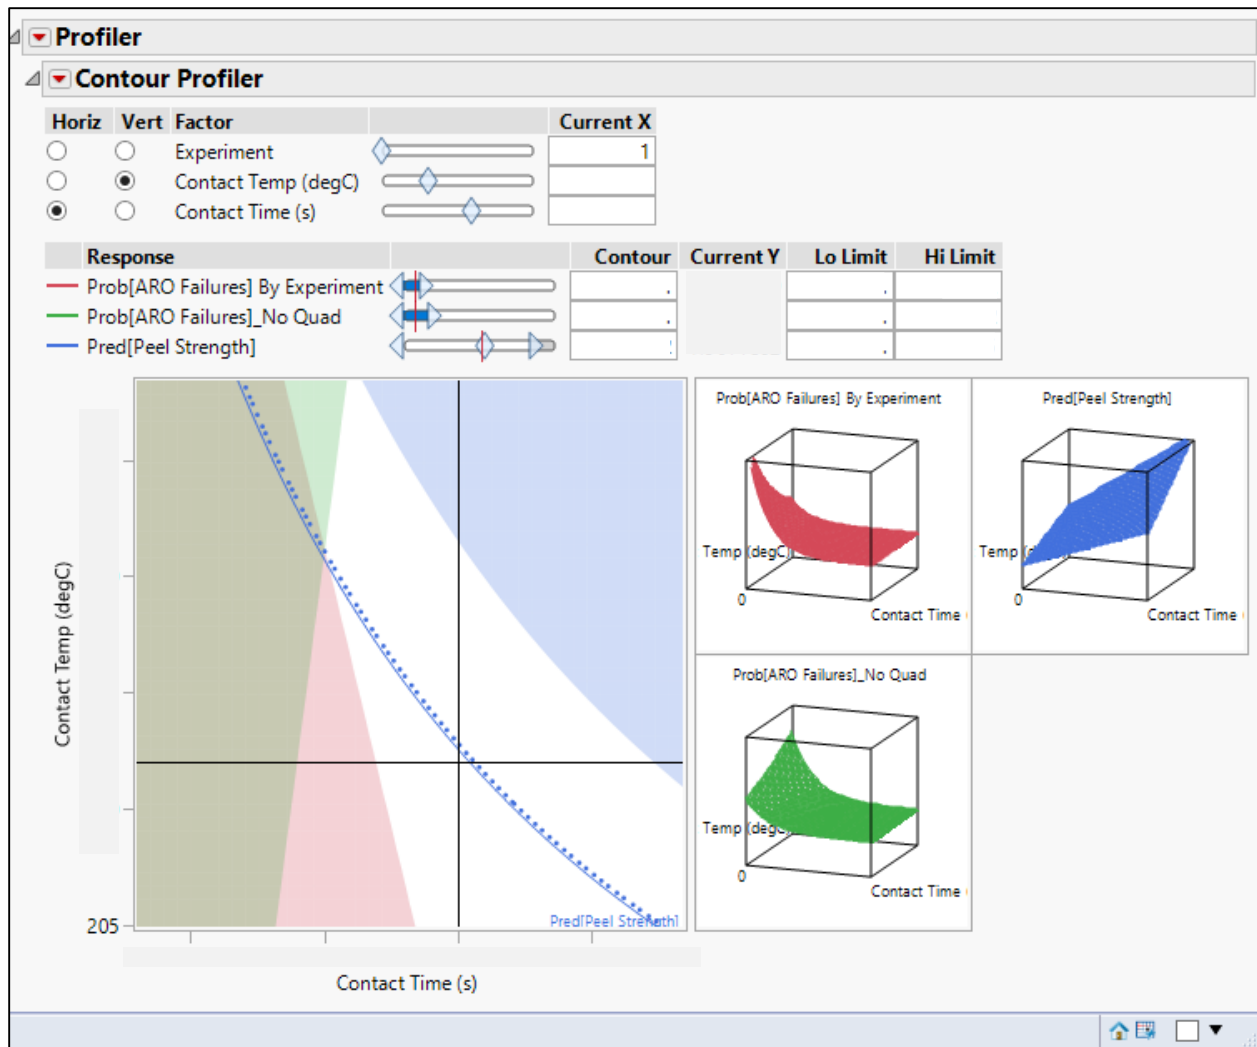 Profiler
Contour Profiler
Horiz Vert Factor Current X
Experiment 1
Contact Temp (degC)
Contact Time (s)
Response Contour Current Y Lo Limit Hi Limit
Prob[ARO Failures] By Experiment . .
Prob[ARO Failures]_No Quad . .
Pred[Peel Strength] .
Prob[ARO Failures] By Experiment
Pred[Peel Strength]
Temp (degC)
0
Contact Time (
Temp (degC)
0
Contact Time (
Prob[ARO Failures]_No Quad
Temp (degC)
0
Contact Time (
Contact Temp (degC)
205
Pred[Peel Strength]
Contact Time (s)